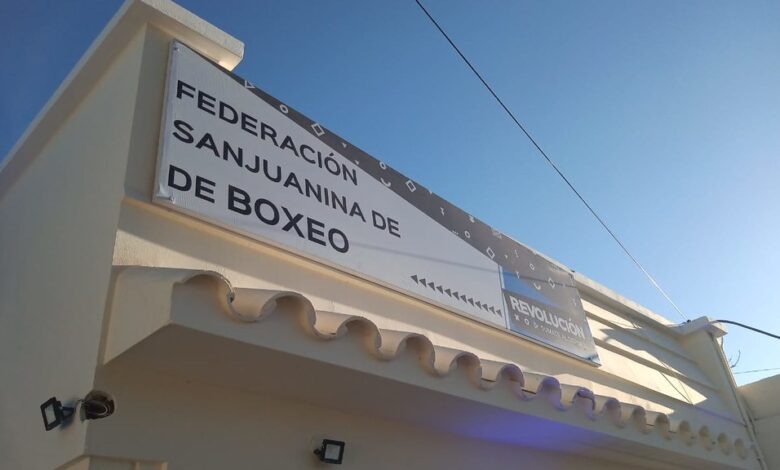 FEDERACIÓN
SANJUANINA DE
DE BOXEO
REVOLUCIÓN